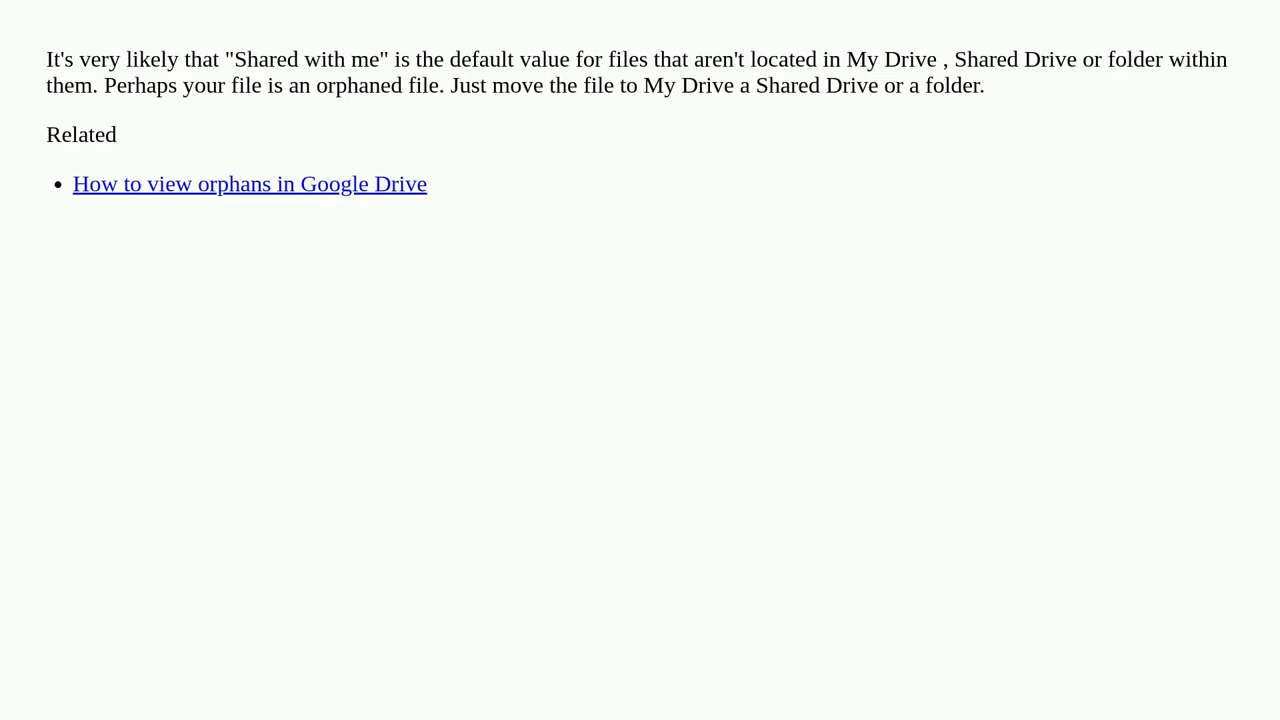 It's very likely that "Shared with me" is the default value for files that aren't located in My Drive , Shared Drive or folder within
them. Perhaps your file is an orphaned file. Just move the file to My Drive a Shared Drive or a folder.
Related
• How to view orphans in Google Drive